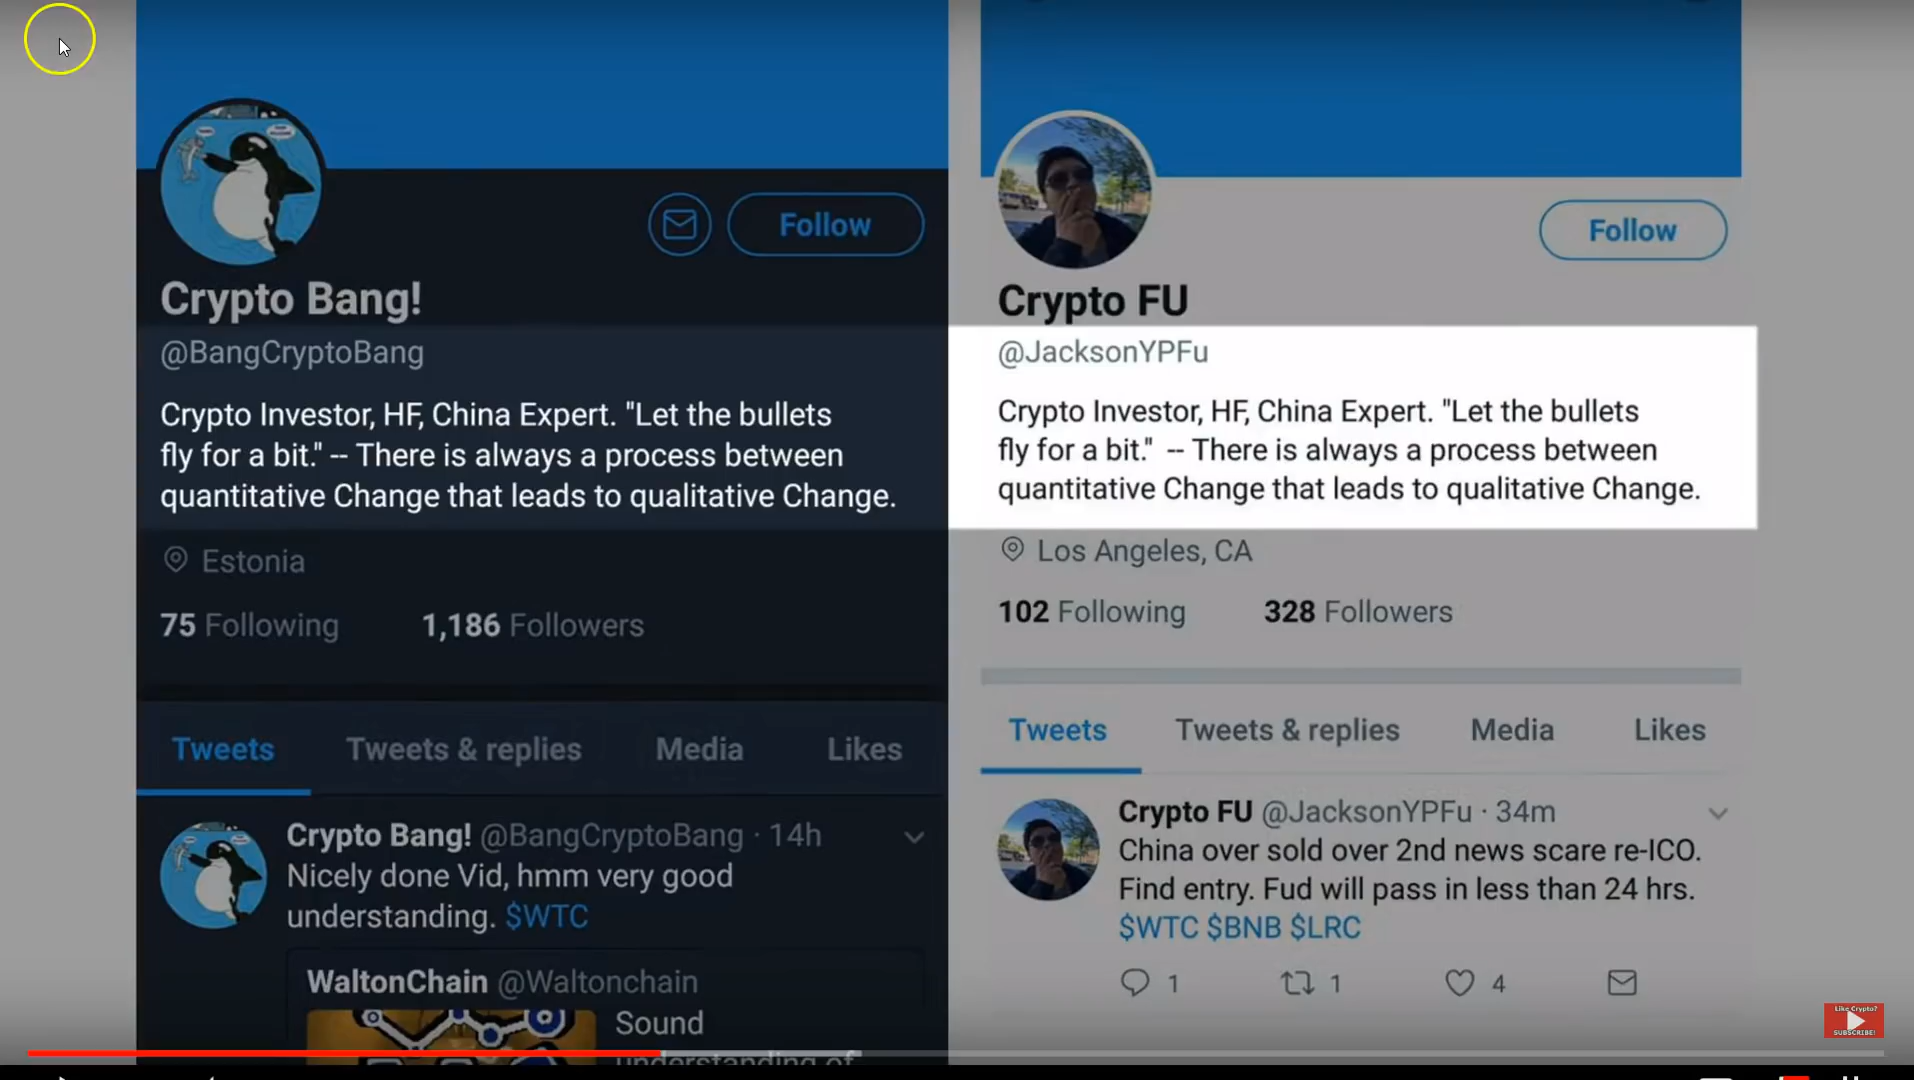 Follow
Crypto Bang!
@BangCryptoBang
Crypto Investor, HF, China Expert. "Let the bullets
fly for a bit." -- There is always a process between
quantitative Change that leads to qualitative Change.
Estonia
75 Following 1,186 Followers
Tweets Tweets & replies Media Likes
Crypto Bang! @BangCryptoBang · 14h
Nicely done Vid, hmm very good
understanding. $WTC
WaltonChain @Waltonchain
Sound
understanding of
Follow
Crypto FU
@JacksonYPFu
Crypto Investor, HF, China Expert. "Let the bullets
fly for a bit." -- There is always a process between
quantitative Change that leads to qualitative Change.
Los Angeles, CA
102 Following 328 Followers
Tweets Tweets & replies Media Likes
Crypto FU @JacksonYPFu · 34m
China over sold over 2nd news scare re-ICO.
Find entry. Fud will pass in less than 24 hrs.
$WTC $BNB $LRC
1 1 4
Like Crypto?
SUBSCRIBE!